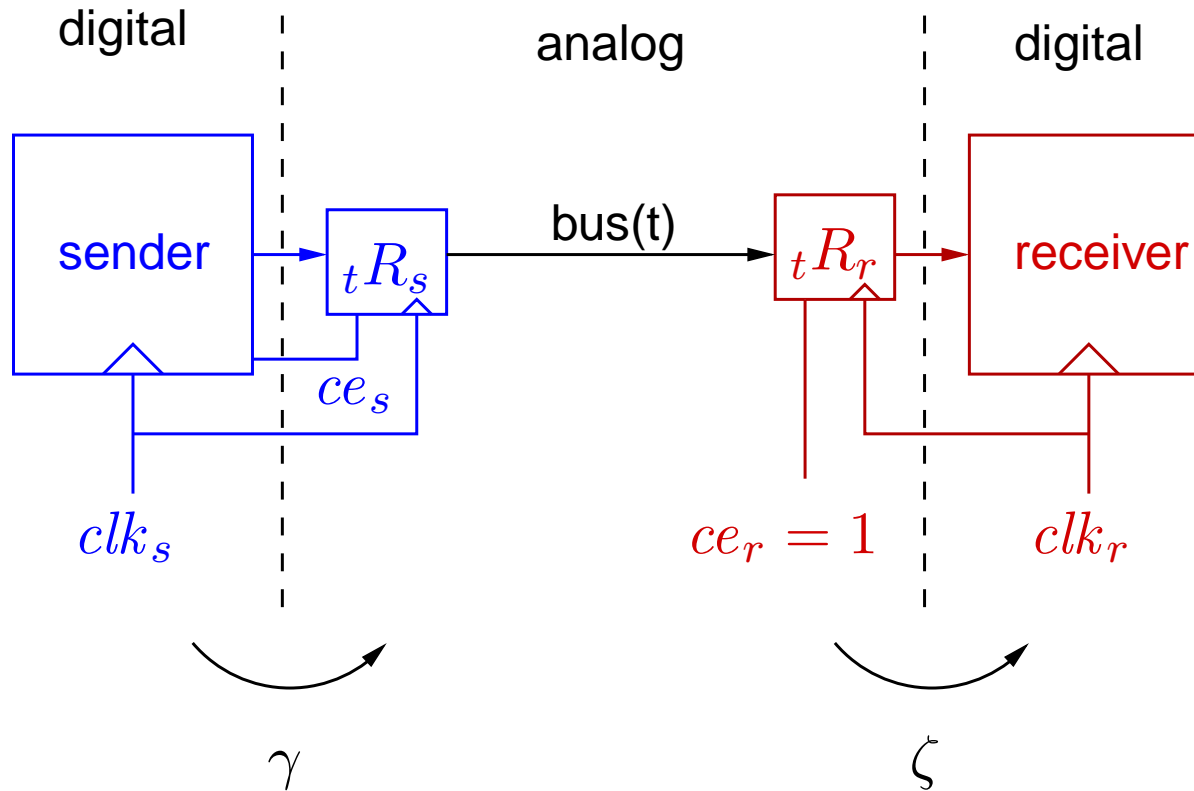 digital analog digital
sender
tRs
bus(t)
tRr
receiver
ces
clks
cer = 1
clkr
γ
ζ